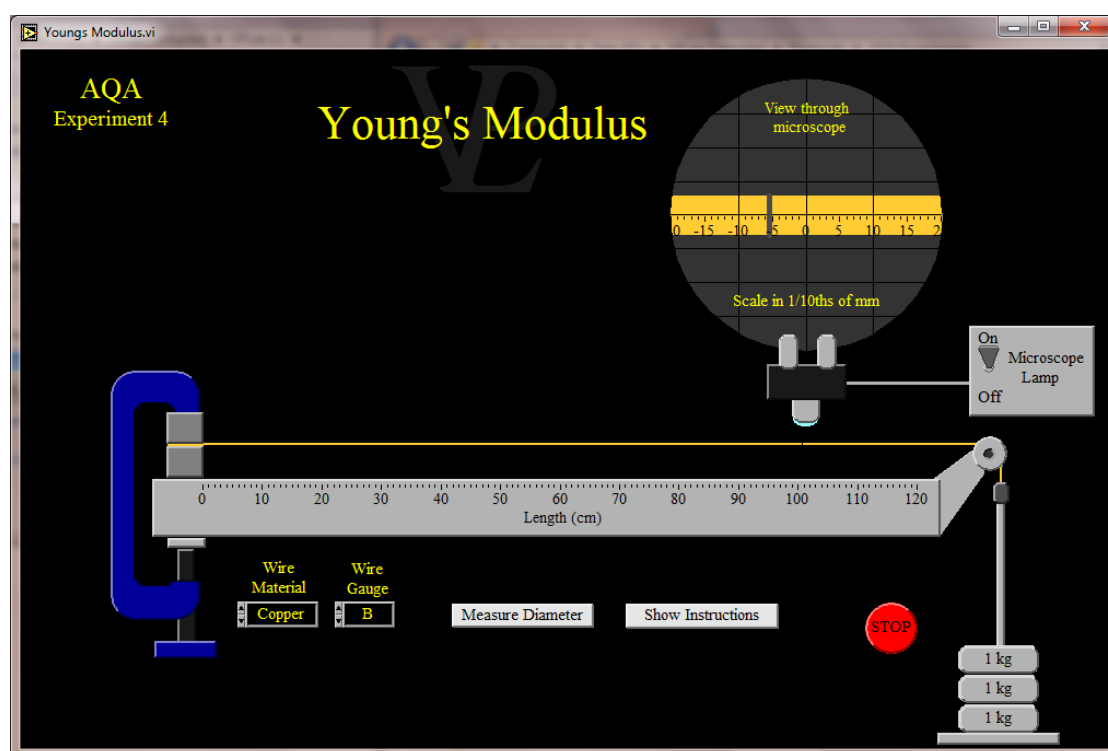 Youngs Modulus.vi
AQA
Experiment 4
VPL
Young's Modulus
View through
microscope
0 -15 -10 -5 0 5 10 15 2
Scale in 1/10ths of mm
On
Microscope
Lamp
Off
0 10 20 30 40 50 60 70 80 90 100 110 120
Length (cm)
Wire
Material
Wire
Gauge
Copper
B
Measure Diameter
Show Instructions
STOP
1 kg
1 kg
1 kg